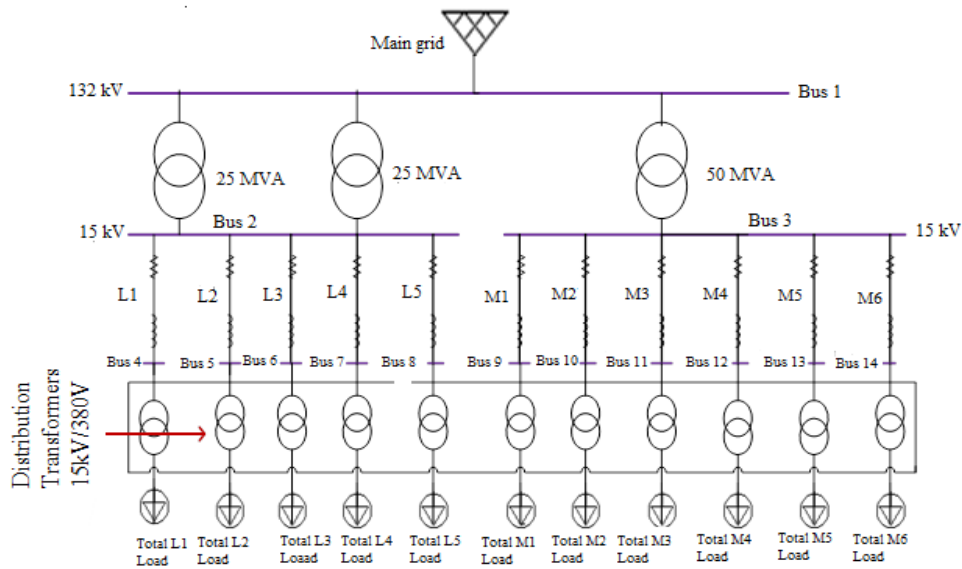 Main grid
132 kV
Bus 1
25 MVA
25 MVA
50 MVA
Bus 2
Bus 3
15 kV
15 kV
L1
L2
L3
L4
L5
M1
M2
M3
M4
M5
M6
Bus 4
Bus 5
Bus 6
Bus 7
Bus 8
Bus 9
Bus 10
Bus 11
Bus 12
Bus 13
Bus 14
Distribution
Transformers
15kV/380V
Total L1
Load
Total L2
Load
Total L3
Loaad
Total L4
Load
Total L5
Load
Total M1
Load
Total M2
Load
Total M3
Load
Total M4
Load
Total M5
Load
Total M6
Load